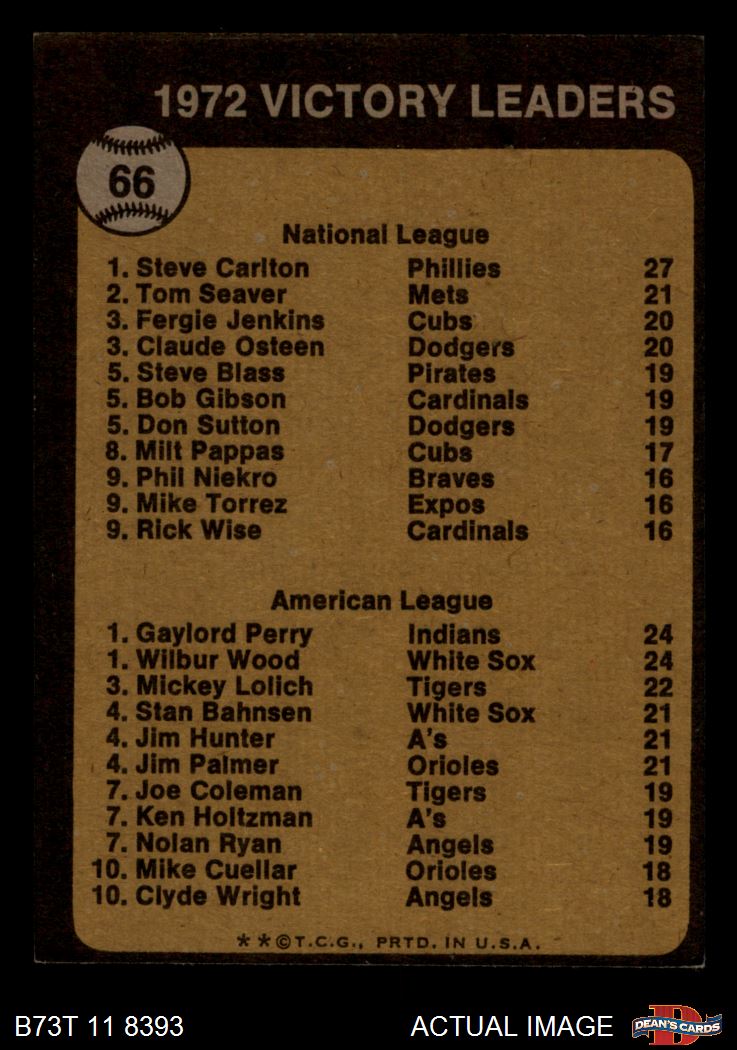 1972 VICTORY LEADERS
66
National League
1. Steve Carlton Phillies 27
2. Tom Seaver Mets 21
3. Fergie Jenkins Cubs 20
3. Claude Osteen Dodgers 20
5. Steve Blass Pirates 19
5. Bob Gibson Cardinals 19
5. Don Sutton Dodgers 19
8. Milt Pappas Cubs 17
9. Phil Niekro Braves 16
9. Mike Torrez Expos 16
9. Rick Wise Cardinals 16
American League
1. Gaylord Perry Indians 24
1. Wilbur Wood White Sox 24
3. Mickey Lolich Tigers 22
4. Stan Bahnsen White Sox 21
4. Jim Hunter A's 21
4. Jim Palmer Orioles 21
7. Joe Coleman Tigers 19
7. Ken Holtzman A's 19
7. Nolan Ryan Angels 19
10. Mike Cuellar Orioles 18
10. Clyde Wright Angels 18
**©T.C.G., PRTD. IN U.S.A.
B73T 11 8393 ACTUAL IMAGE D DEAN'S CARDS